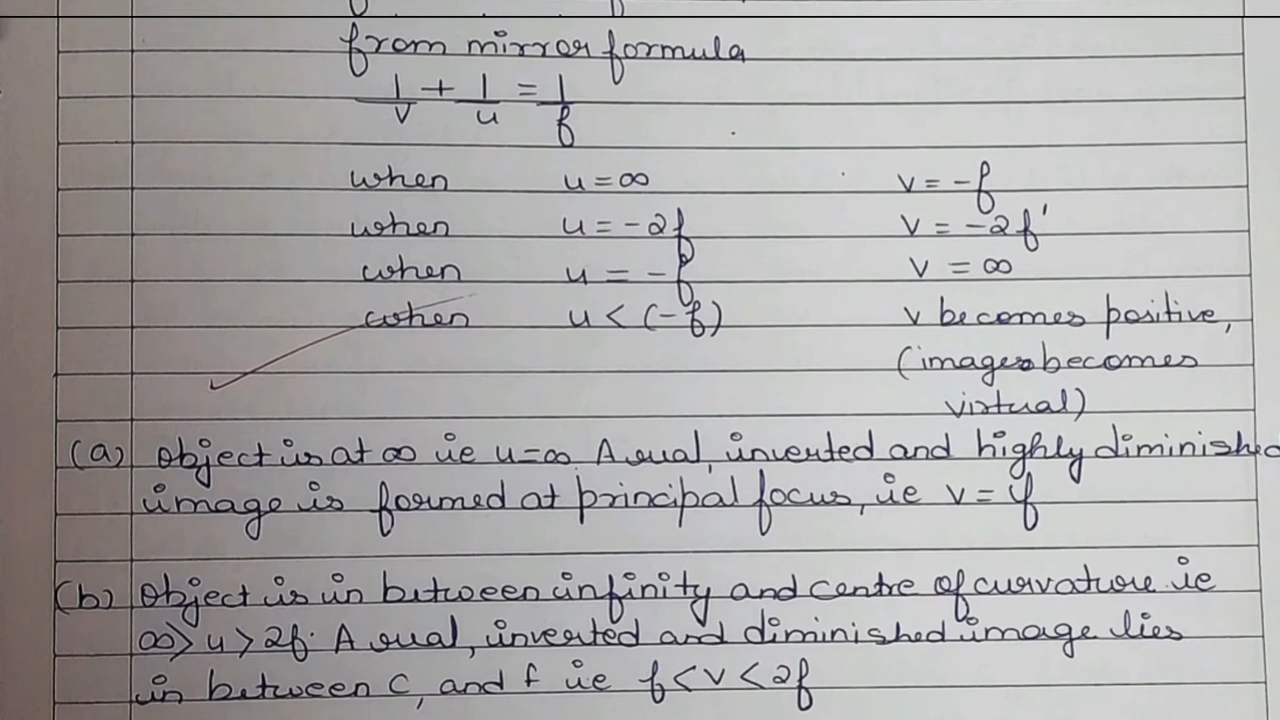 from mirror formula
1/v + 1/u = 1/f
when u = ∞ v = -f
when u = -2f v = -2f'
when u = -f v = ∞
when u < (-f) v becomes positive,
(images becomes
virtual)
(a) Object is at ∞ ie u=∞. A real, inverted and highly diminished
image is formed at principal focus, ie v = f
(b) Object is in between infinity and centre of curvature ie
∞ > u > 2f. A real, inverted and diminished image lies
in between C, and f ie f < v < 2f